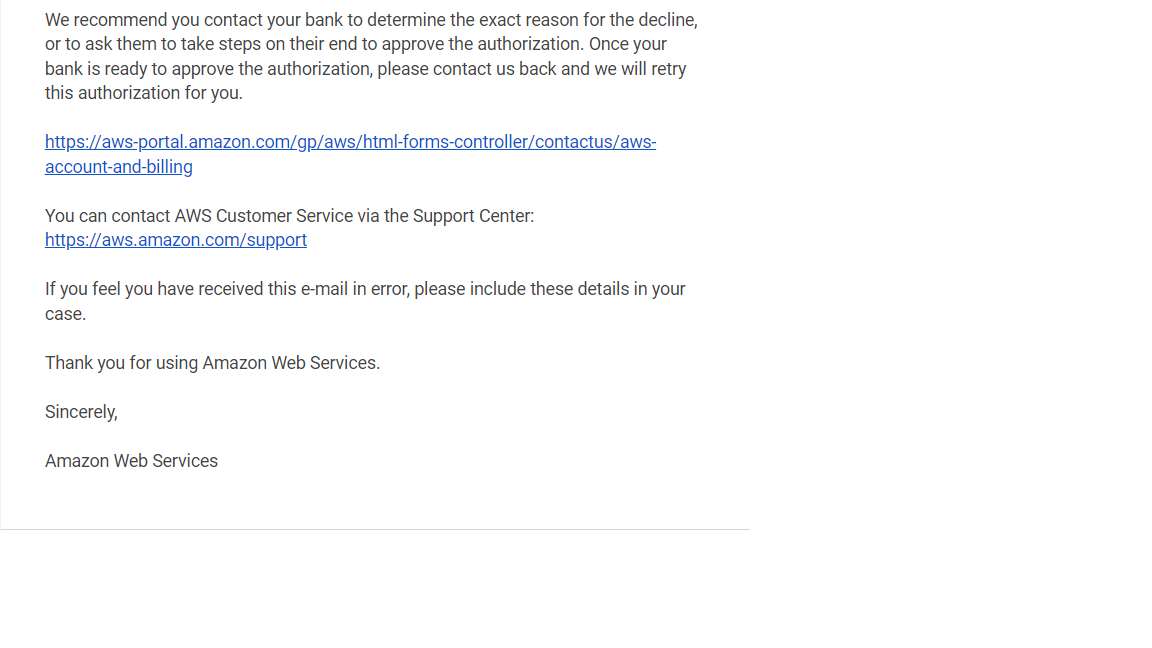 We recommend you contact your bank to determine the exact reason for the decline,
or to ask them to take steps on their end to approve the authorization. Once your
bank is ready to approve the authorization, please contact us back and we will retry
this authorization for you.
https://aws-portal.amazon.com/gp/aws/html-forms-controller/contactus/aws-
account-and-billing
You can contact AWS Customer Service via the Support Center:
https://aws.amazon.com/support
If you feel you have received this e-mail in error, please include these details in your
case.
Thank you for using Amazon Web Services.
Sincerely,
Amazon Web Services